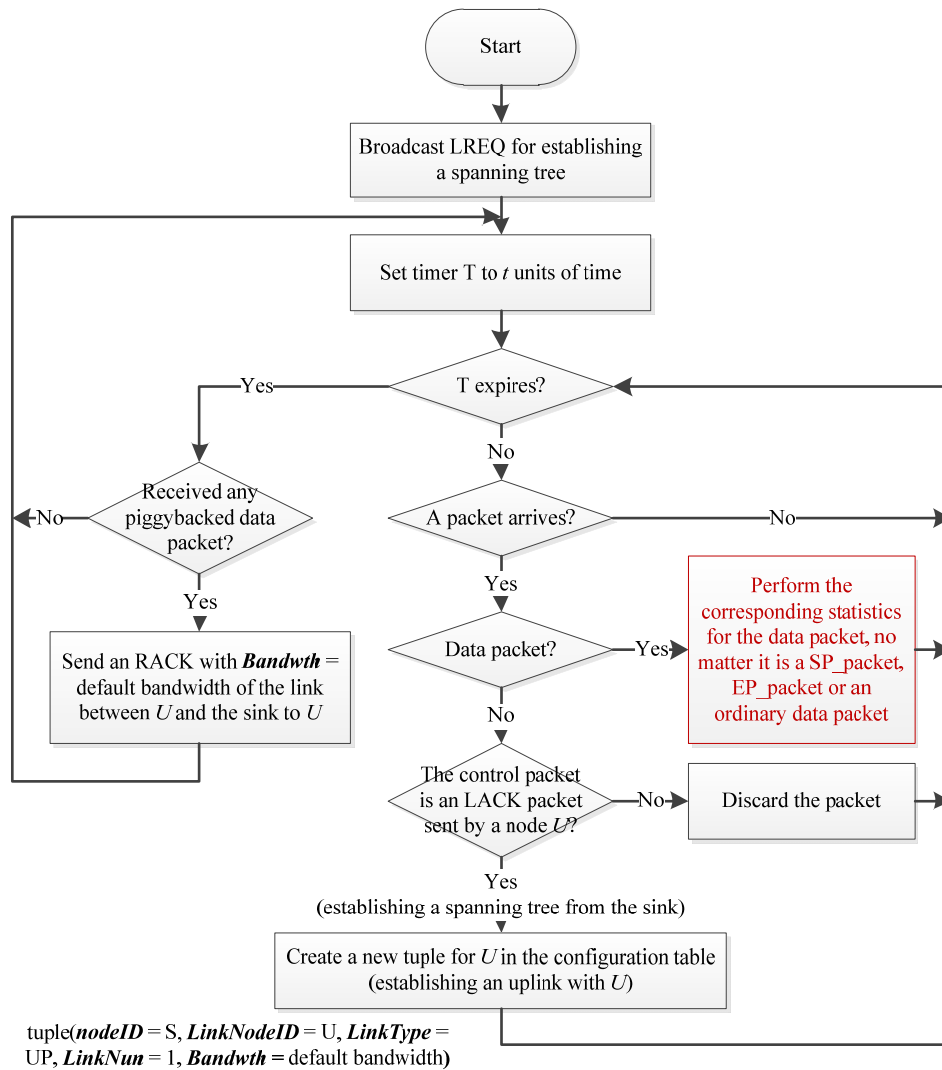 Start
Broadcast LREQ for establishing
a spanning tree
Set timer T to t units of time
T expires?
Yes
No
Received any
piggybacked data
packet?
No
Yes
Send an RACK with Bandwth =
default bandwidth of the link
between U and the sink to U
A packet arrives?
No
Yes
Data packet?
Yes
Perform the
corresponding statistics
for the data packet, no
matter it is a SP_packet,
EP_packet or an
ordinary data packet
No
The control packet
is an LACK packet
sent by a node U?
No
Discard the packet
Yes
(establishing a spanning tree from the sink)
Create a new tuple for U in the configuration table
(establishing an uplink with U)
tuple(nodeID = S, LinkNodeID = U, LinkType =
UP, LinkNun = 1, Bandwth = default bandwidth)